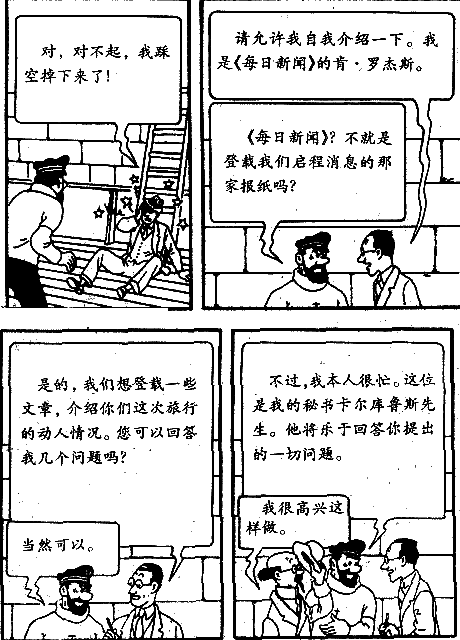 对，对不起，我踩
空掉下来了！
请允许我自我介绍一下。我
是《每日新闻》的肯·罗杰斯。
《每日新闻》？不就是
登载我们启程消息的那
家报纸吗？
是的，我们想登载一些
文章，介绍你们这次旅行
的动人情况。您可以回答
我几个问题吗？
当然可以。
不过，我本人很忙。这位
是我的秘书卡尔库鲁斯先
生。他将乐于回答你提出
的一切问题。
我很高兴这
样做。